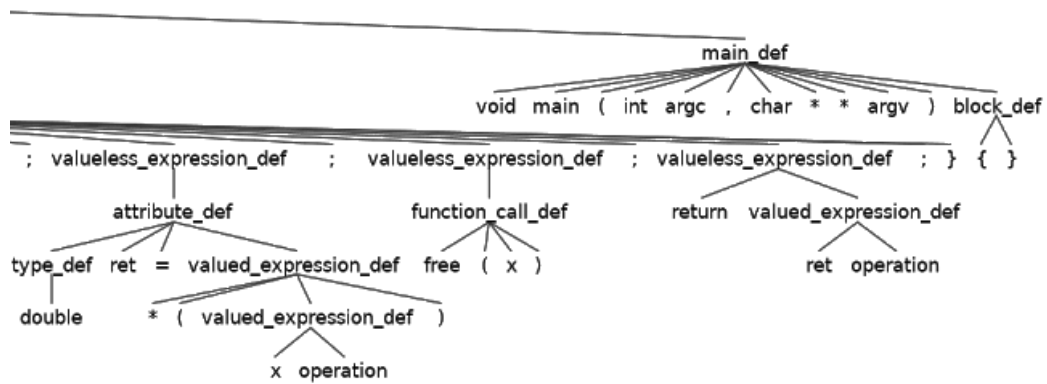 main_def
void main ( int argc , char * * argv ) block_def
; valueless_expression_def ; valueless_expression_def ; valueless_expression_def ; } { }
attribute_def function_call_def return valued_expression_def
type_def ret = valued_expression_def free ( x ) ret operation
double * ( valued_expression_def )
x operation